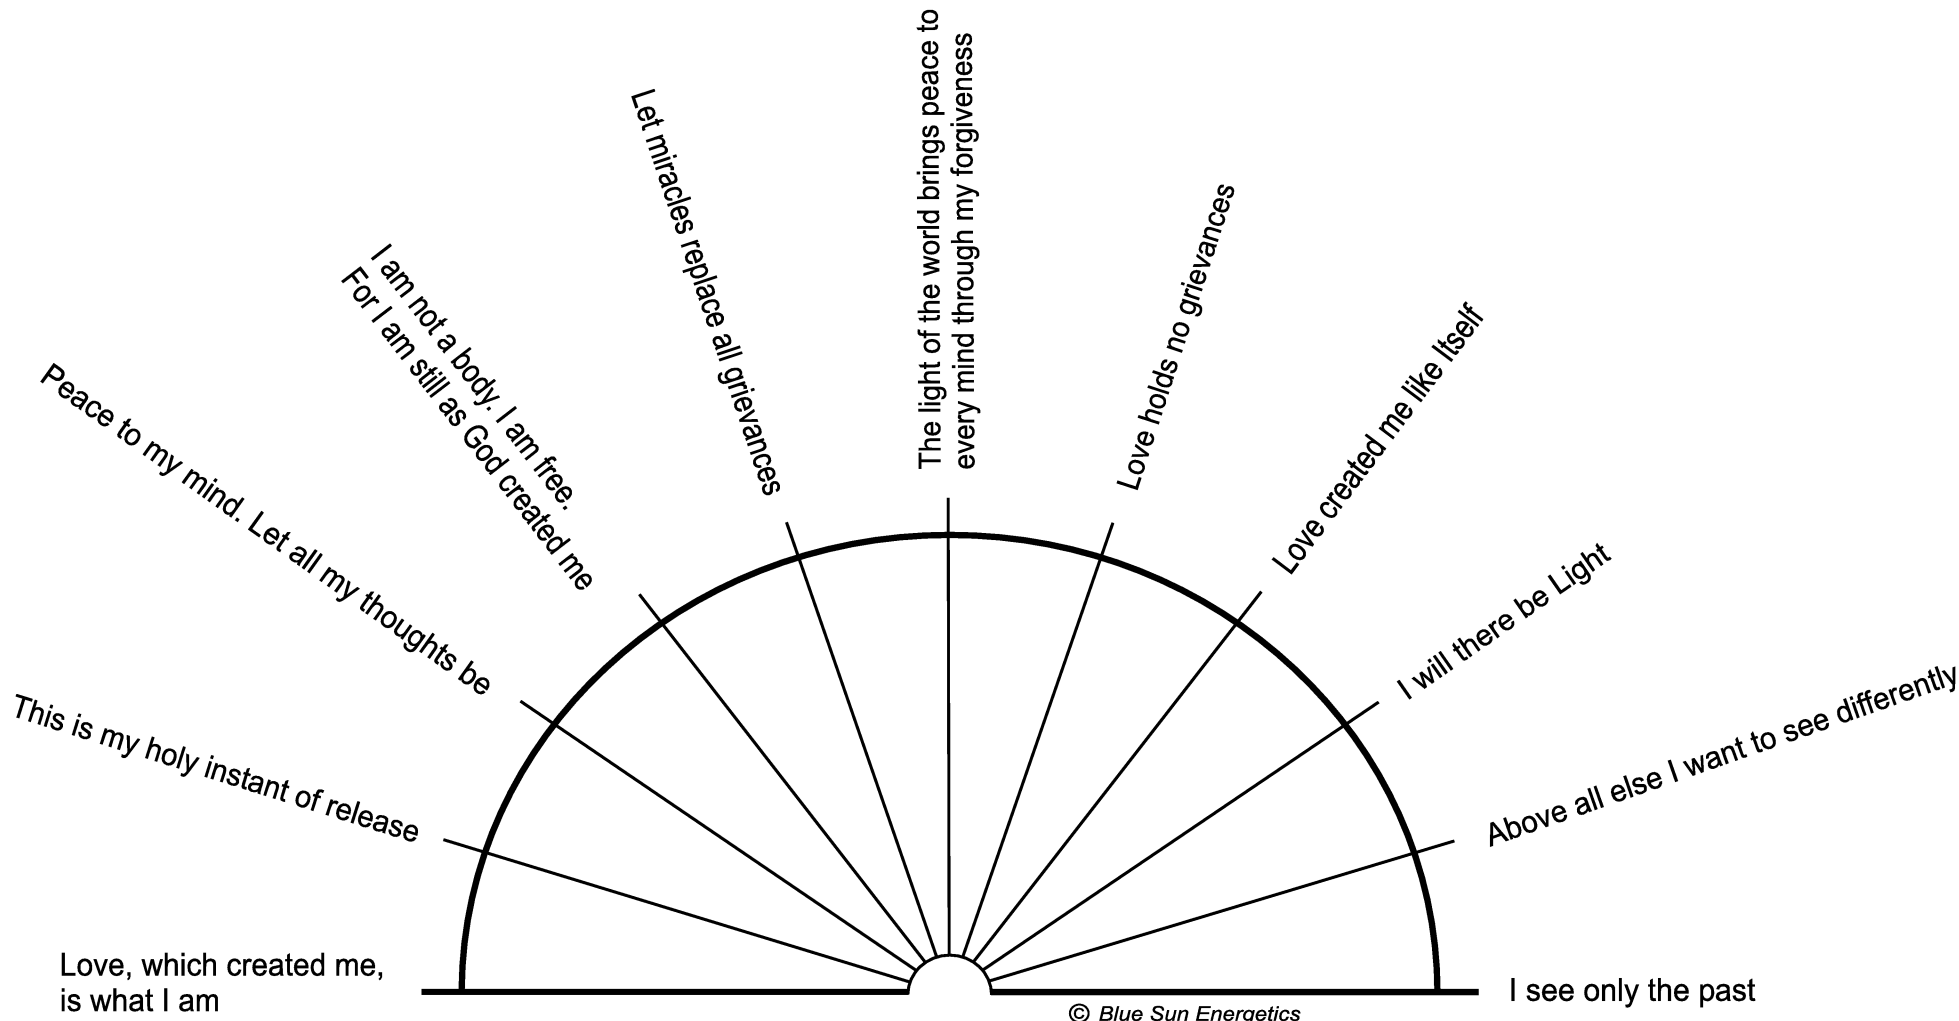 Love, which created me,
is what I am
This is my holy instant of release
Peace to my mind. Let all my thoughts be
I am not a body. I am free.
For I am still as God created me
Let miracles replace all grievances
The light of the world brings peace to
every mind through my forgiveness
Love holds no grievances
Love created me like Itself
I will there be Light
Above all else I want to see differently
I see only the past
© Blue Sun Energetics